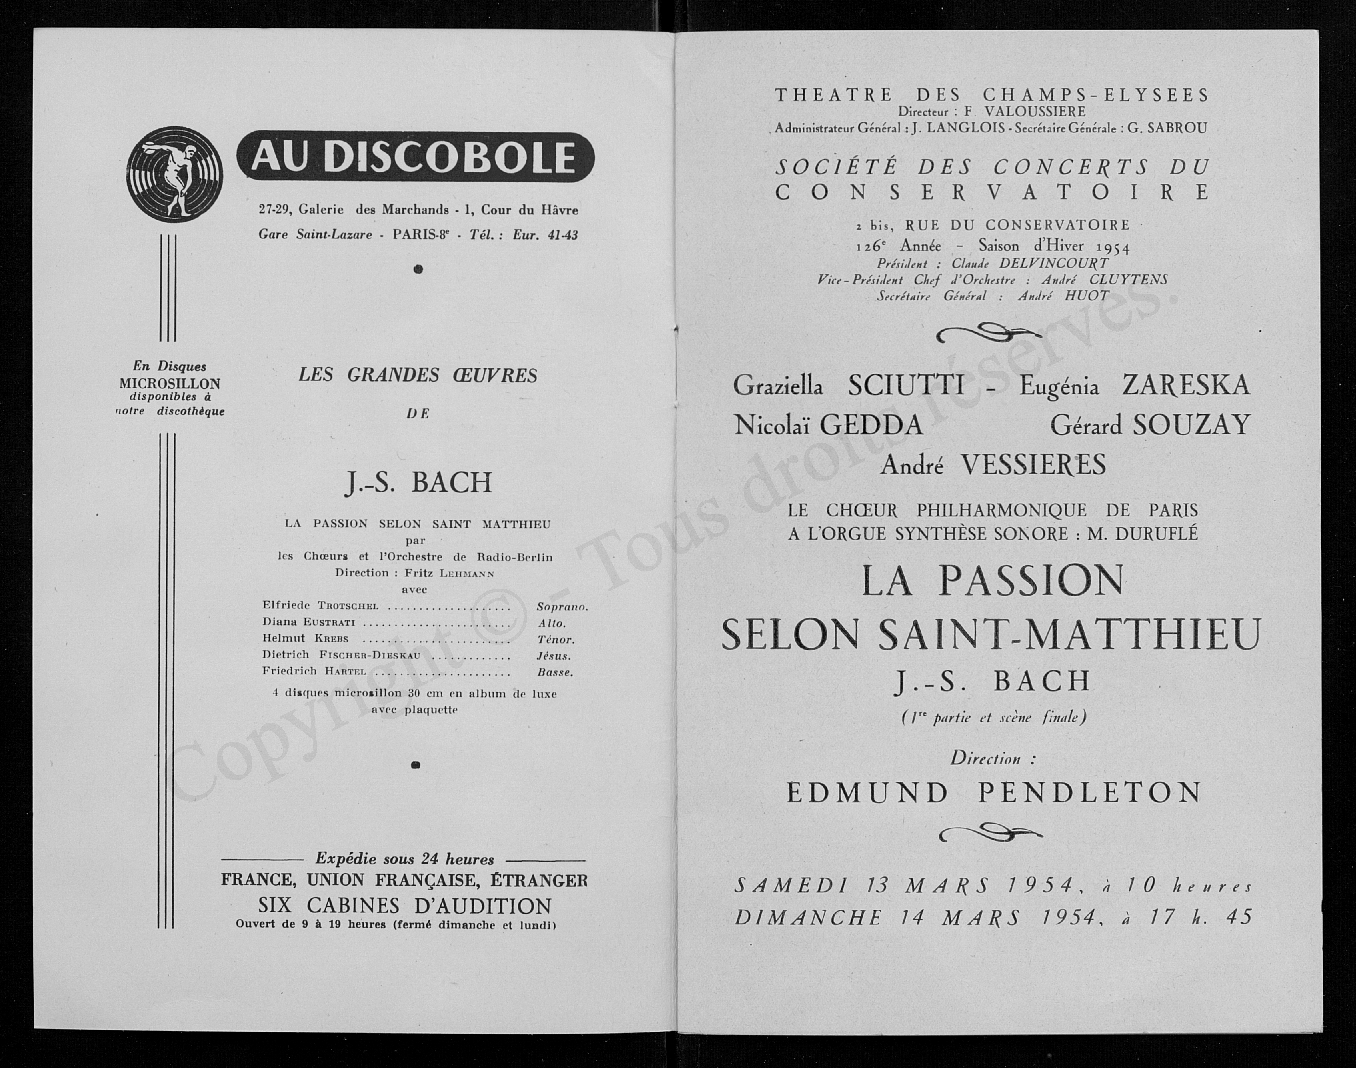 AU DISCOBOLE
27-29, Galerie des Marchands - 1, Cour du Hâvre
Gare Saint-Lazare - PARIS-8e - Tél. : Eur. 41-43
En Disques
MICROSILLON
disponibles à
notre discothèque
LES GRANDES ŒUVRES
DE
J.-S. BACH
LA PASSION SELON SAINT MATTHIEU
par
les Chœurs et l'Orchestre de Radio-Berlin
Direction : Fritz LEHMANN
avec
Elfriede TROTSCHEL .................... Soprano.
Diana EUSTRATI ........................ Alto.
Helmut KREBS ........................ Ténor.
Dietrich FISCHER-DIESKAU ............. Jésus.
Friedrich HARTEL ...................... Basse.
4 disques microsillon 30 cm en album de luxe
avec plaquette
Expédie sous 24 heures
FRANCE, UNION FRANÇAISE, ÉTRANGER
SIX CABINES D'AUDITION
Ouvert de 9 à 19 heures (fermé dimanche et lundi)
THEATRE DES CHAMPS-ELYSEES
Directeur : F VALOUSSIERE
Administrateur Général : J. LANGLOIS - Secrétaire Générale : G. SABROU
SOCIÉTÉ DES CONCERTS DU
CONSERVATOIRE
2 bis, RUE DU CONSERVATOIRE
126e Année - Saison d'Hiver 1954
Président : Claude DELVINCOURT
Vice-Président Chef d'Orchestre : André CLUYTENS
Secrétaire Général : André HUOT
Graziella SCIUTTI - Eugénia ZARESKA
Nicolaï GEDDA Gérard SOUZAY
André VESSIERES
LE CHŒUR PHILHARMONIQUE DE PARIS
A L'ORGUE SYNTHÈSE SONORE : M. DURUFLÉ
LA PASSION
SELON SAINT-MATTHIEU
J.-S. BACH
(1re partie et scène finale)
Direction :
EDMUND PENDLETON
SAMEDI 13 MARS 1954, à 10 heures
DIMANCHE 14 MARS 1954, à 17 h. 45
Copyright © - Tous droits réservés.